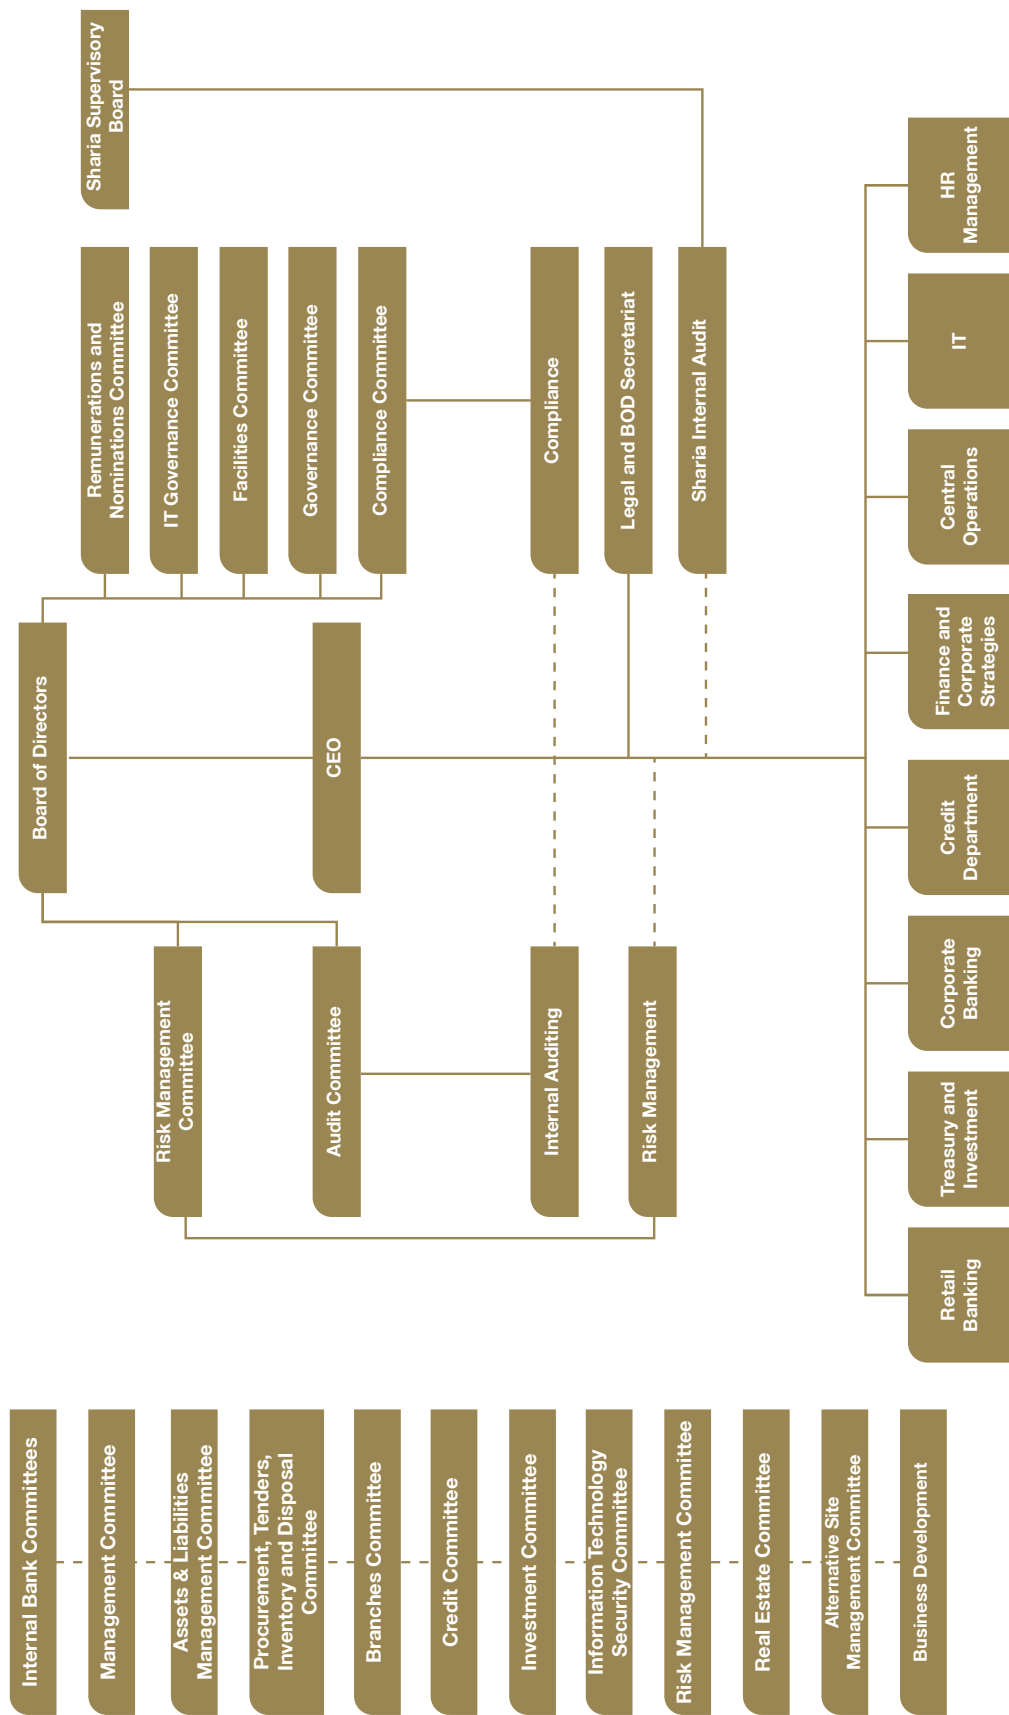 Sharia Supervisory
Board
Board of Directors
Remunerations and
Nominations Committee
IT Governance Committee
Facilities Committee
Governance Committee
Compliance Committee
Risk Management
Committee
Audit Committee
CEO
Internal Auditing
Compliance
Risk Management
Legal and BOD Secretariat
Sharia Internal Audit
Retail
Banking
Treasury and
Investment
Corporate
Banking
Credit
Department
Finance and
Corporate
Strategies
Central
Operations
IT
HR
Management
Internal Bank Committees
Management Committee
Assets & Liabilities
Management Committee
Procurement, Tenders,
Inventory and Disposal
Committee
Branches Committee
Credit Committee
Investment Committee
Information Technology
Security Committee
Risk Management Committee
Real Estate Committee
Alternative Site
Management Committee
Business Development